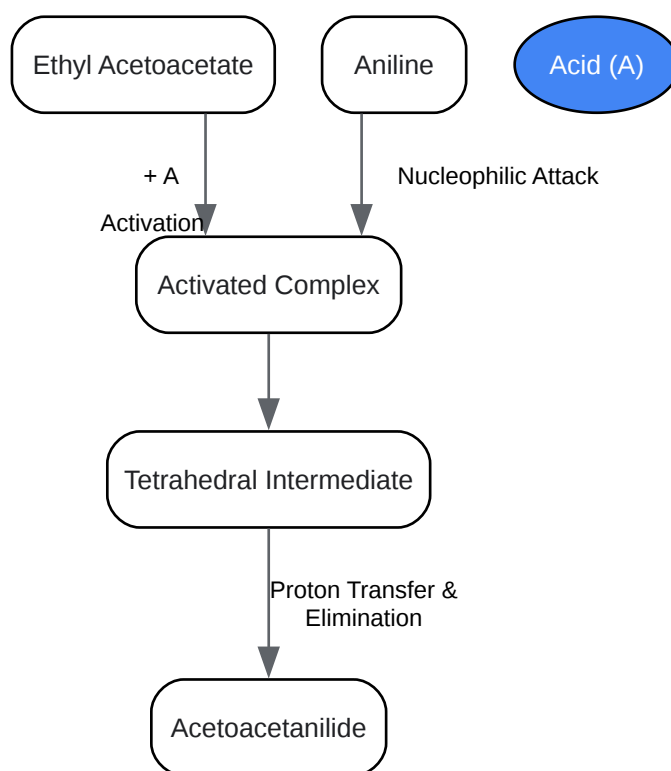 Ethyl Acetoacetate
Aniline
Acid (A)
+ A
Activation
Nucleophilic Attack
Activated Complex
Tetrahedral Intermediate
Proton Transfer &
Elimination
Acetoacetanilide